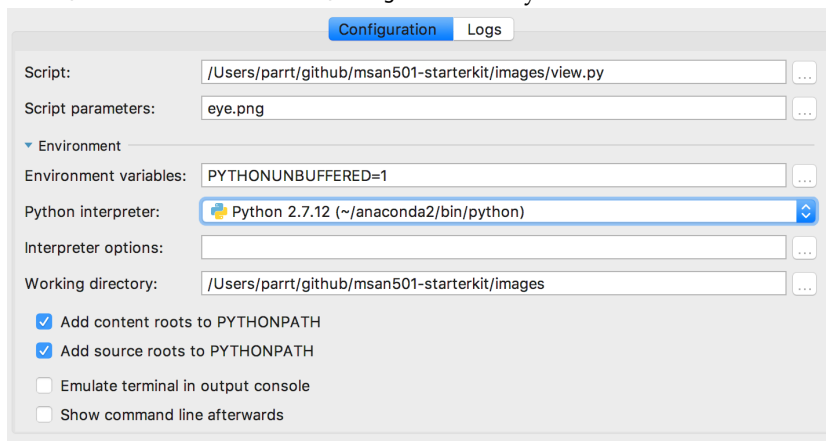 Configuration Logs
Script: /Users/parrt/github/msan501-starterkit/images/view.py ...
Script parameters: eye.png ...
Environment
Environment variables: PYTHONUNBUFFERED=1 ...
Python interpreter: Python 2.7.12 (~/anaconda2/bin/python)
Interpreter options: ...
Working directory: /Users/parrt/github/msan501-starterkit/images ...
Add content roots to PYTHONPATH
Add source roots to PYTHONPATH
Emulate terminal in output console
Show command line afterwards